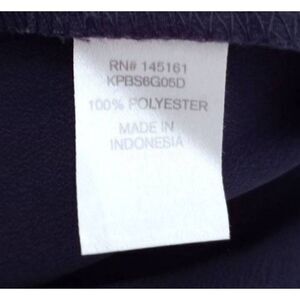 RN# 145161
KPBS6G05D
100% POLYESTER
MADE IN
INDONESIA